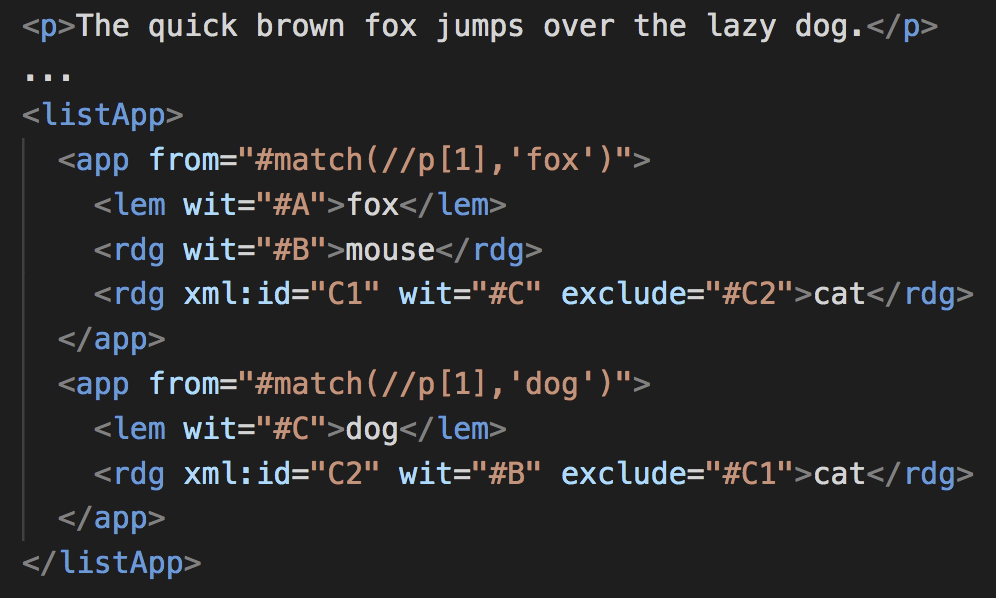 <p>The quick brown fox jumps over the lazy dog.</p>
...
<listApp>
  <app from="#match(//p[1],'fox')">
    <lem wit="#A">fox</lem>
    <rdg wit="#B">mouse</rdg>
    <rdg xml:id="C1" wit="#C" exclude="#C2">cat</rdg>
  </app>
  <app from="#match(//p[1],'dog')">
    <lem wit="#C">dog</lem>
    <rdg xml:id="C2" wit="#B" exclude="#C1">cat</rdg>
  </app>
</listApp>